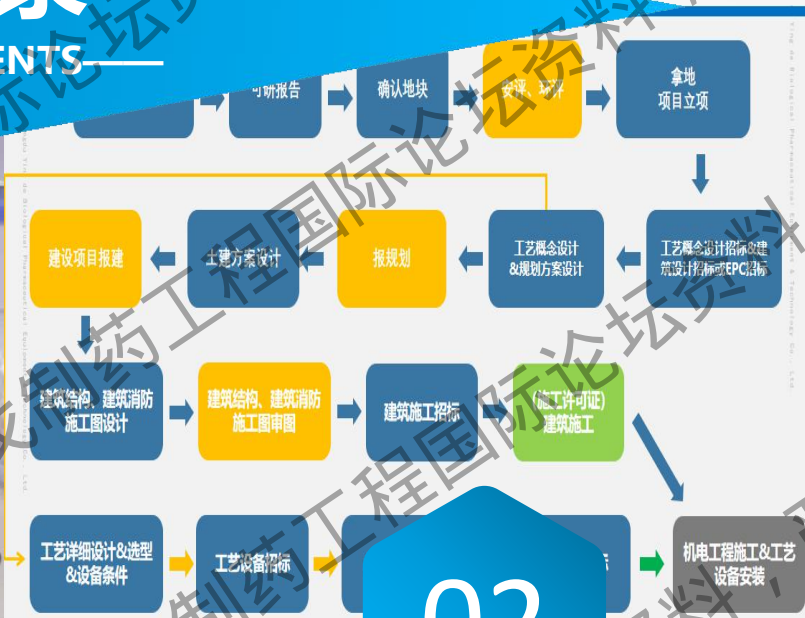 录
ENTS
可研报告
确认地块
安评、环评
拿地
项目立项
建设项目报建
土建方案设计
报规划
工艺概念设计
&规划方案设计
工艺概念设计招标&建
筑设计招标或EPC招标
建筑结构、建筑消防
施工图设计
建筑结构、建筑消防
施工图审图
建筑施工招标
(施工许可证)
建筑施工
工艺详细设计&选型
&设备条件
工艺设备招标
02
机电工程施工&工艺
设备安装
制药工程国际论坛资料